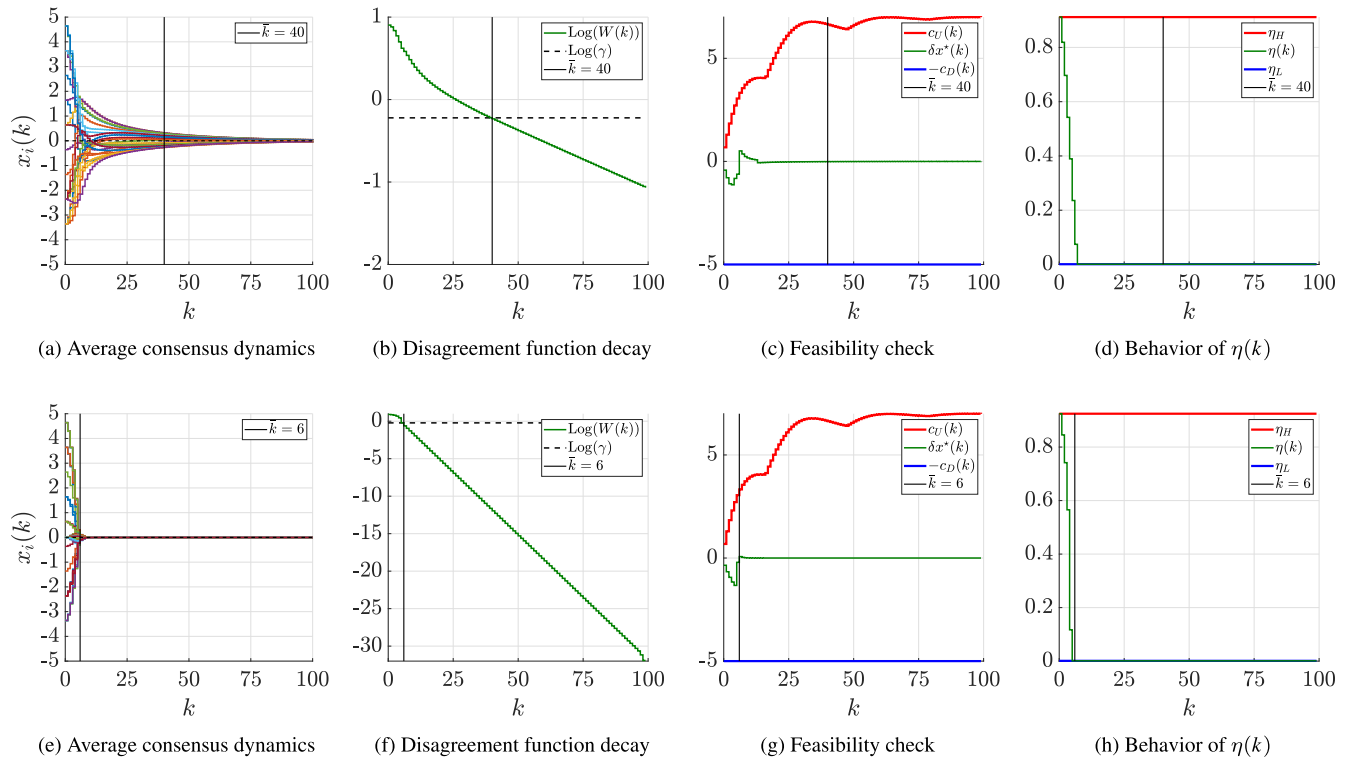 5
4
3
2
1
0
-1
-2
-3
-4
-5
0 25 50 75 100
x_i(k)
k
k̄ = 40
(a) Average consensus dynamics
1
0
-1
-2
0 25 50 75 100
k
Log(W(k))
Log(γ)
k̄ = 40
(b) Disagreement function decay
5
0
-5
0 25 50 75 100
k
c_U(k)
δx⋆(k)
−c_D(k)
k̄ = 40
(c) Feasibility check
0.8
0.6
0.4
0.2
0
0 25 50 75 100
k
η_H
η(k)
η_L
k̄ = 40
(d) Behavior of η(k)
5
4
3
2
1
0
-1
-2
-3
-4
-5
0 25 50 75 100
x_i(k)
k
k̄ = 6
(e) Average consensus dynamics
0
-5
-10
-15
-20
-25
-30
0 25 50 75 100
k
Log(W(k))
Log(γ)
k̄ = 6
(f) Disagreement function decay
5
0
-5
0 25 50 75 100
k
c_U(k)
δx⋆(k)
−c_D(k)
k̄ = 6
(g) Feasibility check
0.8
0.6
0.4
0.2
0
0 25 50 75 100
k
η_H
η(k)
η_L
k̄ = 6
(h) Behavior of η(k)